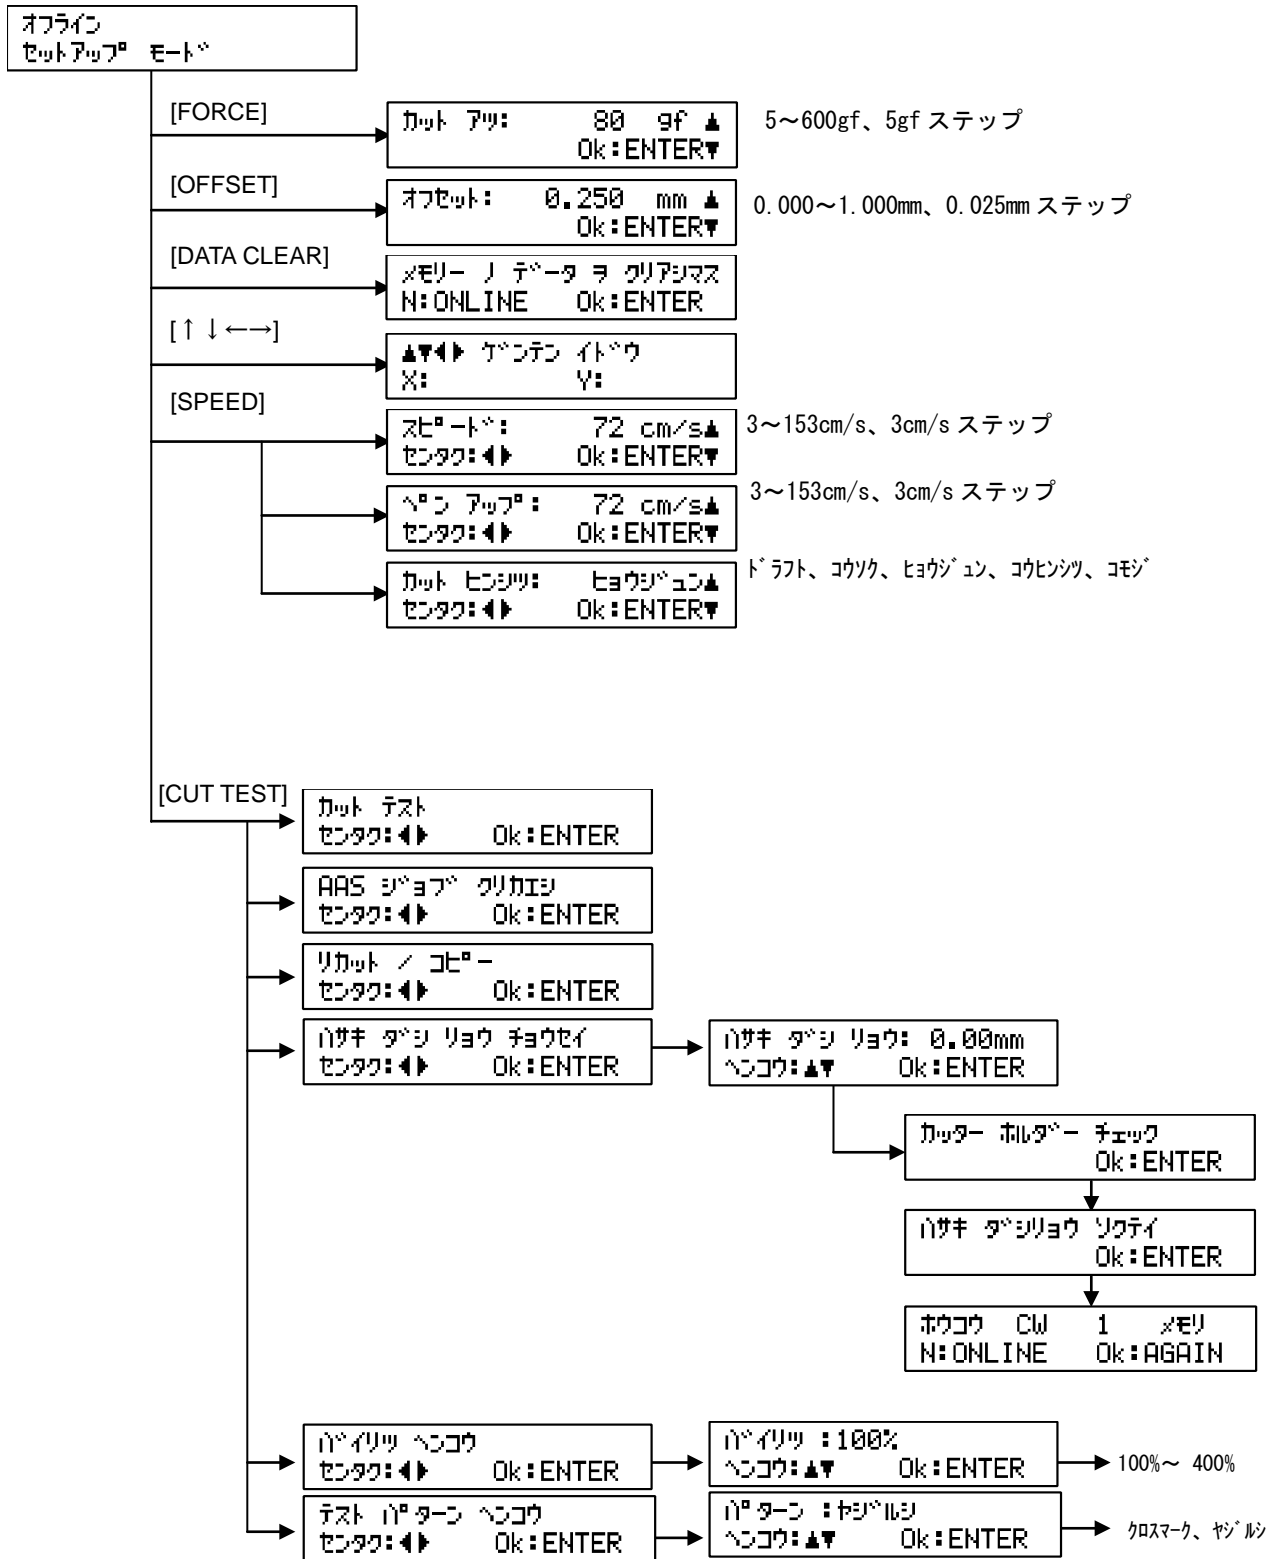 オフライン
セットアップ モード
[FORCE]
カット アツ: 80 gf ▲
Ok:ENTER▼
5~600gf、5gf ステップ
[OFFSET]
オフセット: 0.250 mm ▲
Ok:ENTER▼
0.000~1.000mm、0.025mm ステップ
[DATA CLEAR]
メモリー ノ データ ヲ クリアシマス
N:ONLINE Ok:ENTER
[↑↓←→]
▲▼◀▶ ゲンテン イドウ
X: Y:
[SPEED]
スピード: 72 cm/s▲
センタク:◀▶ Ok:ENTER▼
3~153cm/s、3cm/s ステップ
ペン アップ: 72 cm/s▲
センタク:◀▶ Ok:ENTER▼
3~153cm/s、3cm/s ステップ
カット ヒンシツ: ヒョウジュン▲
センタク:◀▶ Ok:ENTER▼
ドラフト、コウソク、ヒョウジュン、コウヒンシツ、コモジ
[CUT TEST]
カット テスト
センタク:◀▶ Ok:ENTER
AAS ジョブ クリカエシ
センタク:◀▶ Ok:ENTER
リカット / コピー
センタク:◀▶ Ok:ENTER
ハサキ ダシ リョウ チョウセイ
センタク:◀▶ Ok:ENTER
ハサキ ダシ リョウ: 0.00mm
ヘンコウ:▲▼ Ok:ENTER
カッター ホルダー チェック
Ok:ENTER
ハサキ ダシリョウ ソクテイ
Ok:ENTER
ホウコウ CW 1 メモリ
N:ONLINE Ok:AGAIN
バイリツ ヘンコウ
センタク:◀▶ Ok:ENTER
バイリツ :100%
ヘンコウ:▲▼ Ok:ENTER
100%~ 400%
テスト パターン ヘンコウ
センタク:◀▶ Ok:ENTER
パターン :ヤジルシ
ヘンコウ:▲▼ Ok:ENTER
クロスマーク、ヤジルシ